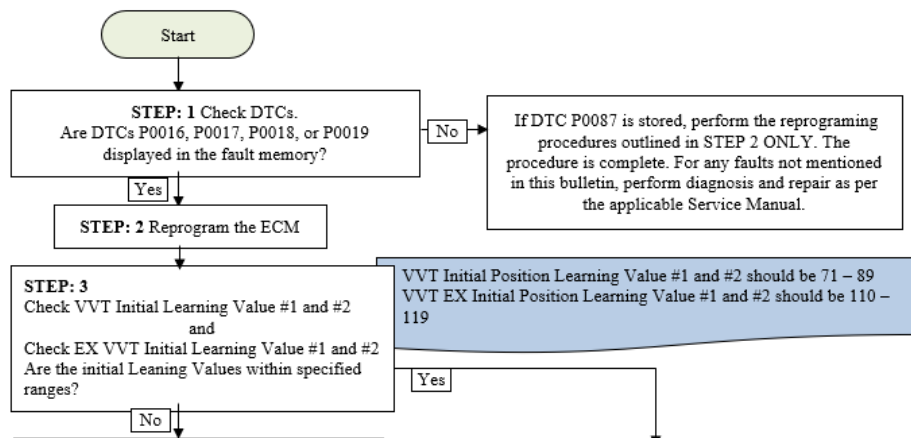 Start
STEP: 1 Check DTCs.
Are DTCs P0016, P0017, P0018, or P0019
displayed in the fault memory?
No
If DTC P0087 is stored, perform the reprograming
procedures outlined in STEP 2 ONLY. The
procedure is complete. For any faults not mentioned
in this bulletin, perform diagnosis and repair as per
the applicable Service Manual.
Yes
STEP: 2 Reprogram the ECM
STEP: 3
Check VVT Initial Learning Value #1 and #2
and
Check EX VVT Initial Learning Value #1 and #2
Are the initial Leaning Values within specified
ranges?
VVT Initial Position Learning Value #1 and #2 should be 71 – 89
VVT EX Initial Position Learning Value #1 and #2 should be 110 –
119
Yes
No